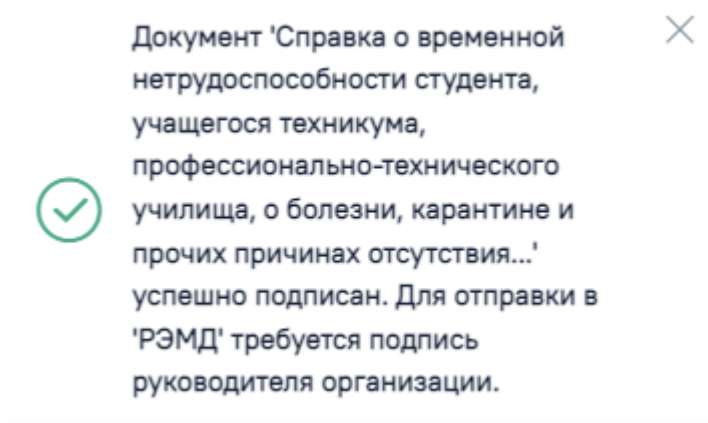 Документ 'Справка о временной
нетрудоспособности студента,
учащегося техникума,
профессионально-технического
училища, о болезни, карантине и
прочих причинах отсутствия...'
успешно подписан. Для отправки в
'РЭМД' требуется подпись
руководителя организации.